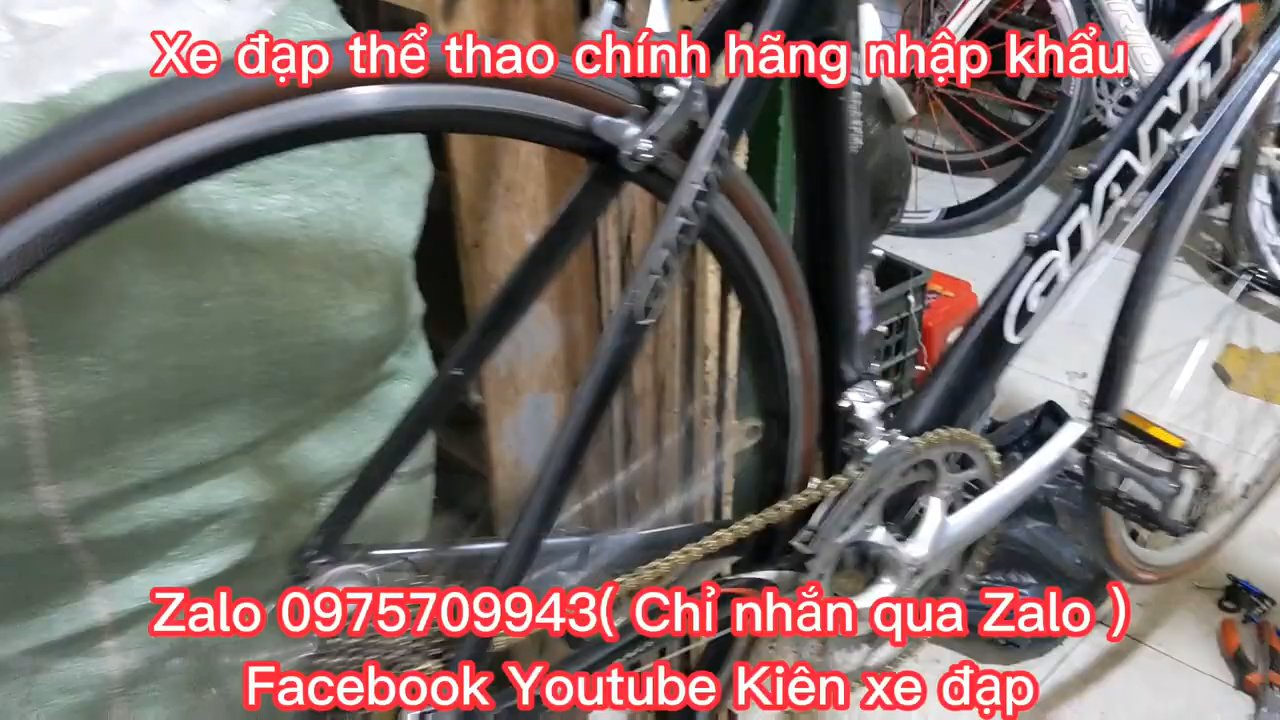 Xe đạp thể thao chính hãng nhập khẩu
GIANT
Zalo 0975709943( Chỉ nhắn qua Zalo )
Facebook Youtube Kiên xe đạp